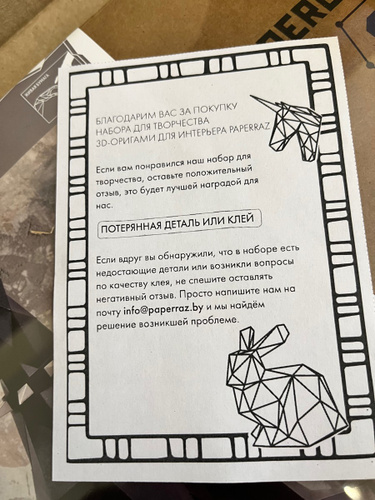 БЛАГОДАРИМ ВАС ЗА ПОКУПКУ
НАБОРА ДЛЯ ТВОРЧЕСТВА
3D-ОРИГАМИ ДЛЯ ИНТЕРЬЕРА PAPERRAZ
Если вам понравился наш набор для
творчества, оставьте положительный
отзыв, это будет лучшей наградой для
нас.
ПОТЕРЯННАЯ ДЕТАЛЬ ИЛИ КЛЕЙ
Если вдруг вы обнаружили, что в наборе есть
недостающие детали или возникли вопросы
по качеству клея, не спешите оставлять
негативный отзыв. Просто напишите нам на
почту info@paperraz.by и мы найдём
решение возникшей проблеме.